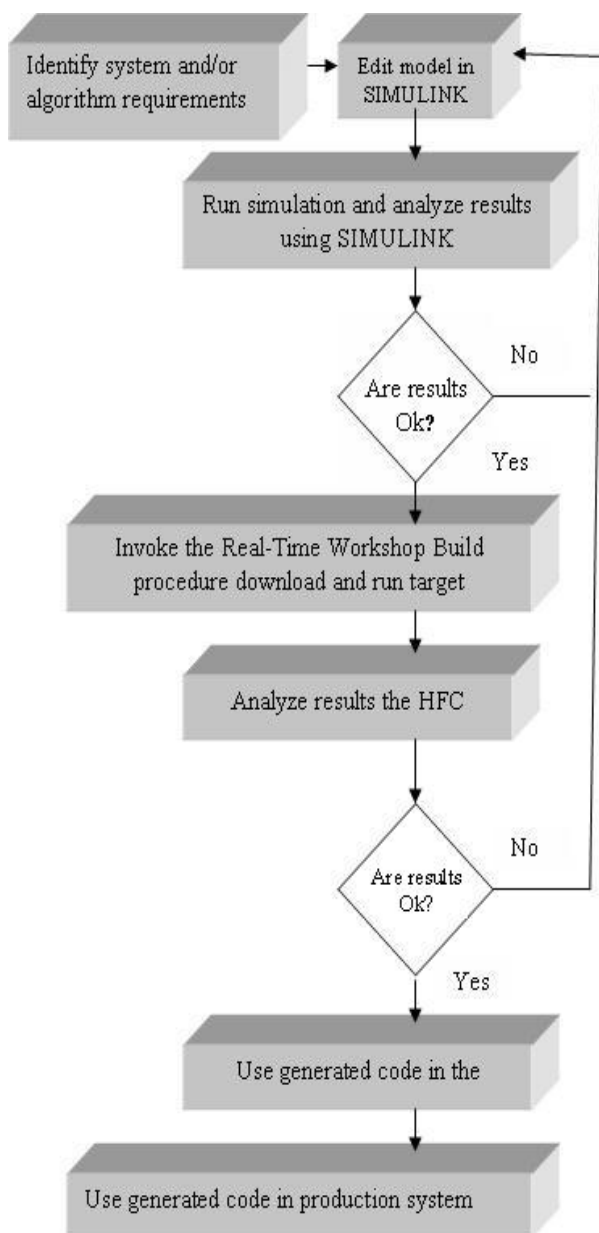 Identify system and/or
algorithm requirements
Edit model in
SIMULINK
Run simulation and analyze results
using SIMULINK
Are results
Ok?
No
Yes
Invoke the Real-Time Workshop Build
procedure download and run target
Analyze results the HFC
Are results
Ok?
No
Yes
Use generated code in the
Use generated code in production system